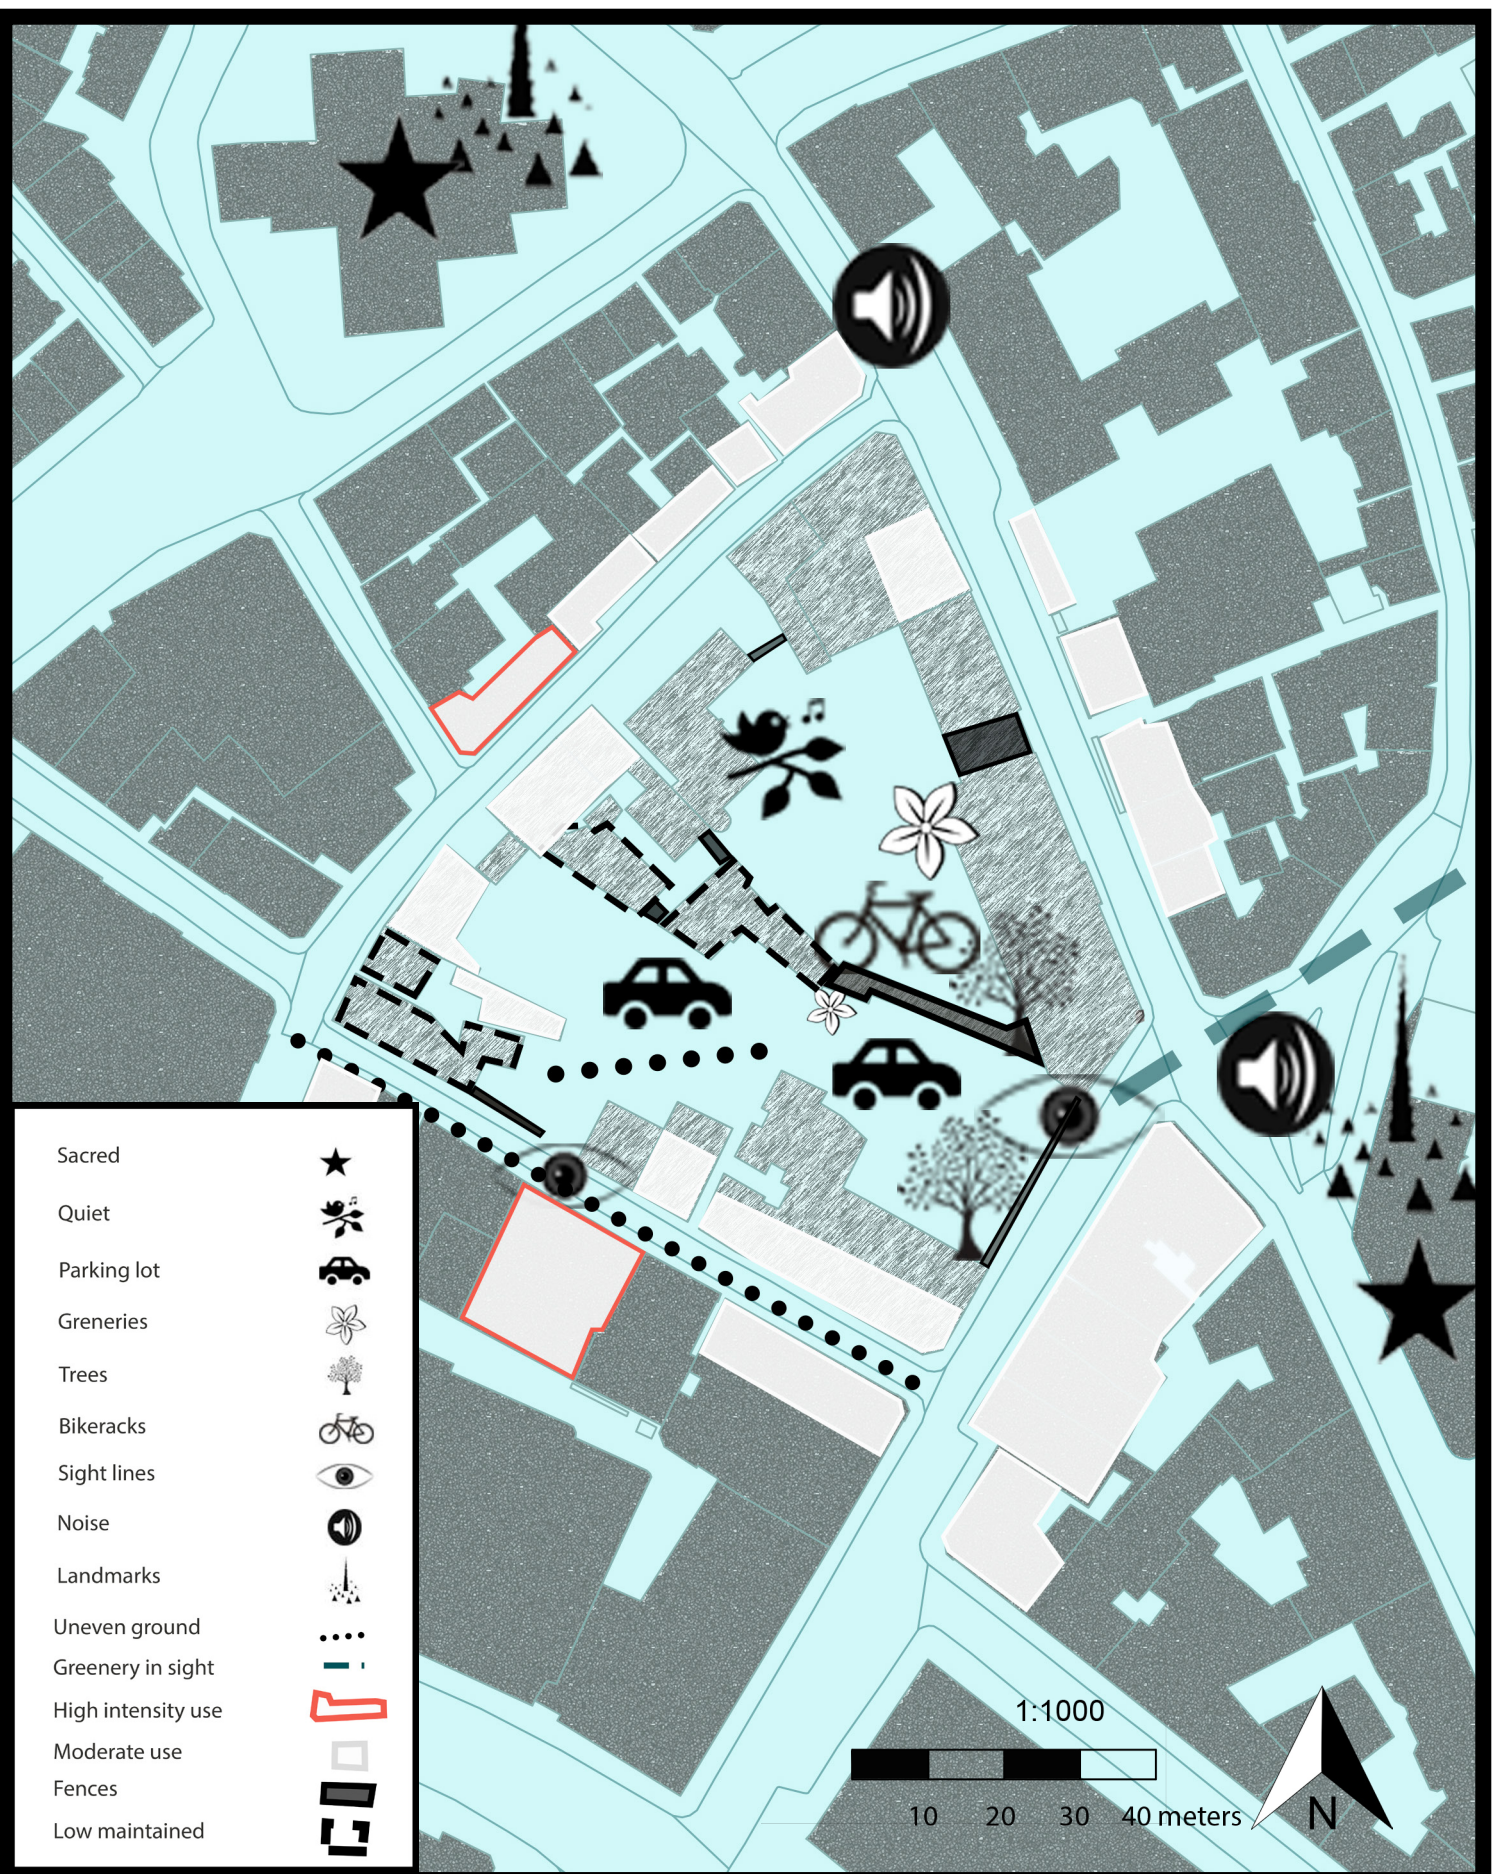 Sacred
Quiet
Parking lot
Greneries
Trees
Bikeracks
Sight lines
Noise
Landmarks
Uneven ground
Greenery in sight
High intensity use
Moderate use
Fences
Low maintained
1:1000
10 20 30 40 meters
N